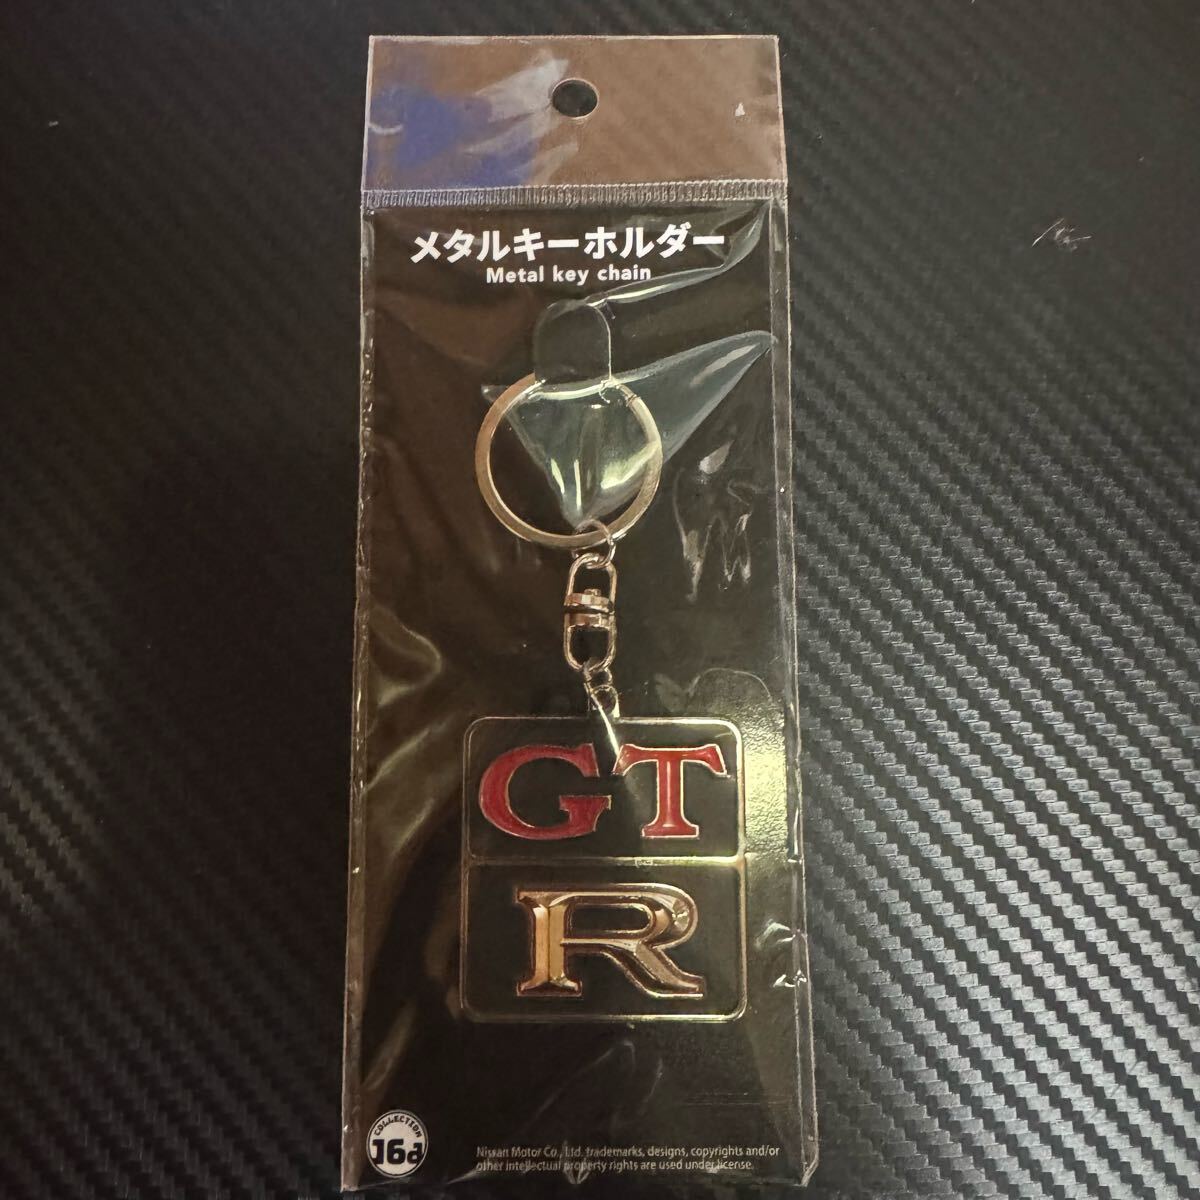 メタルキーホルダー
Metal key chain
GT
R
COLLECTION
J6d
Nissan Motor Co., Ltd. trademarks, designs, copyrights and/or
other intellectual property rights are used under license.